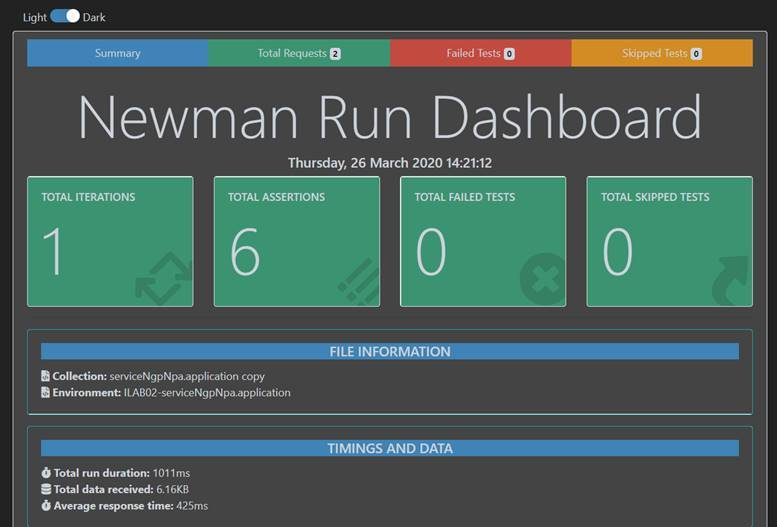 Light Dark
Summary Total Requests 2 Failed Tests 0 Skipped Tests 0
Newman Run Dashboard
Thursday, 26 March 2020 14:21:12
TOTAL ITERATIONS TOTAL ASSERTIONS TOTAL FAILED TESTS TOTAL SKIPPED TESTS
1 6 0 0
FILE INFORMATION
Collection: serviceNgpNpa.application copy
Environment: ILAB02-serviceNgpNpa.application
TIMINGS AND DATA
Total run duration: 1011ms
Total data received: 6.16KB
Average response time: 425ms